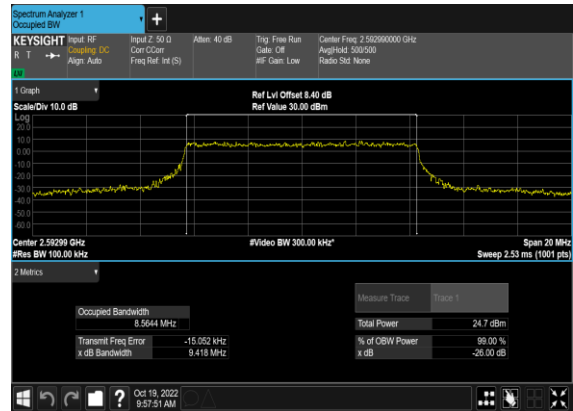 Spectrum Analyzer 1
Occupied BW
+
KEYSIGHT
R T
LW
Input: RF
Coupling: DC
Align: Auto
Input Z: 50 Ω
Corr CCorr
Freq Ref: Int (S)
Atten: 40 dB
Trig: Free Run
Gate: Off
#IF Gain: Low
Center Freq: 2.592990000 GHz
Avg|Hold: 500/500
Radio Std: None
1 Graph
Scale/Div 10.0 dB
Ref Lvl Offset 8.40 dB
Ref Value 30.00 dBm
Log
20.0
10.0
0.00
-10.0
-20.0
-30.0
-40.0
-50.0
-60.0
Center 2.59299 GHz
#Video BW 300.00 kHz*
Span 20 MHz
#Res BW 100.00 kHz
Sweep 2.53 ms (1001 pts)
2 Metrics
Measure Trace
Trace 1
Occupied Bandwidth
8.5644 MHz
Total Power
24.7 dBm
Transmit Freq Error
-15.052 kHz
% of OBW Power
99.00 %
x dB Bandwidth
9.418 MHz
x dB
-26.00 dB
?
Oct 19, 2022
9:57:51 AM